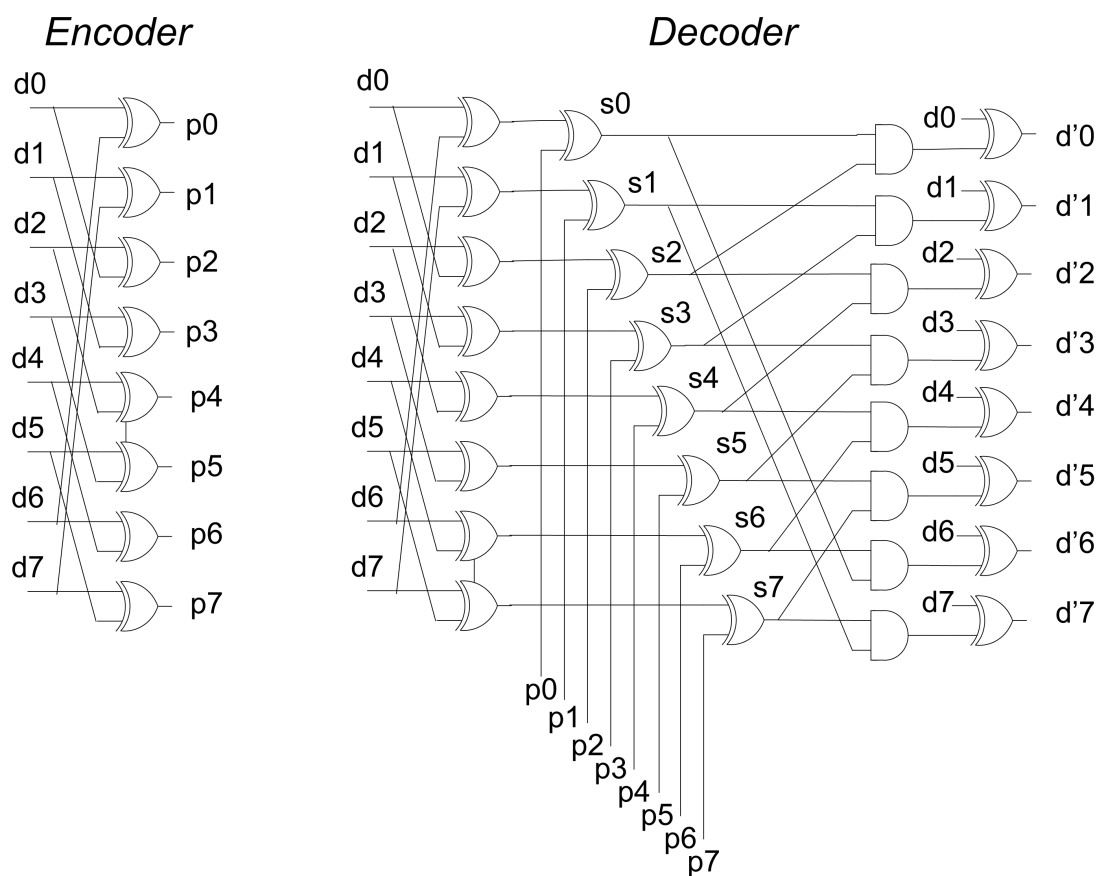 Encoder
d0
p0
d1
p1
d2
p2
d3
p3
d4
p4
d5
p5
d6
p6
d7
p7
Decoder
d0
d1
d2
d3
d4
d5
d6
d7
s0
s1
s2
s3
s4
s5
s6
s7
p0
p1
p2
p3
p4
p5
p6
p7
d0
d'0
d1
d'1
d2
d'2
d3
d'3
d4
d'4
d5
d'5
d6
d'6
d7
d'7